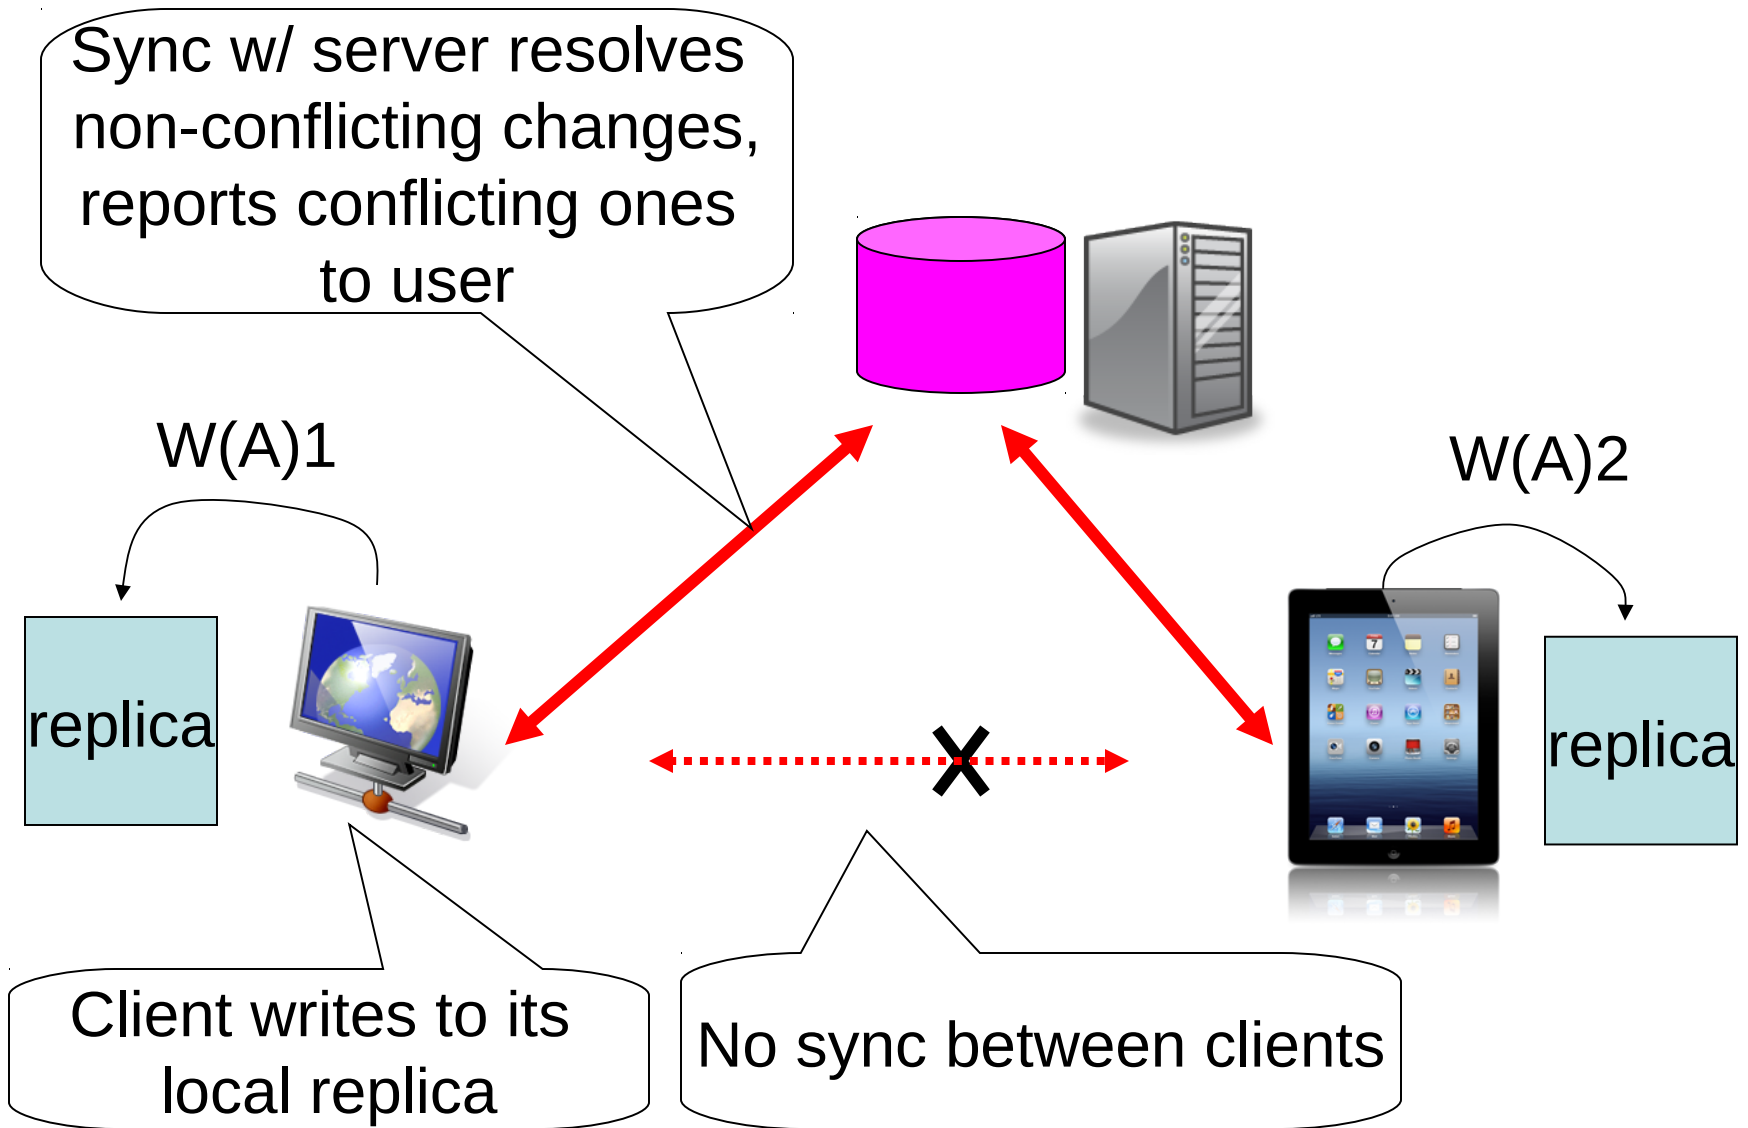 Sync w/ server resolves
non-conflicting changes,
reports conflicting ones
to user
W(A)1
W(A)2
replica
replica
7
Client writes to its
local replica
No sync between clients